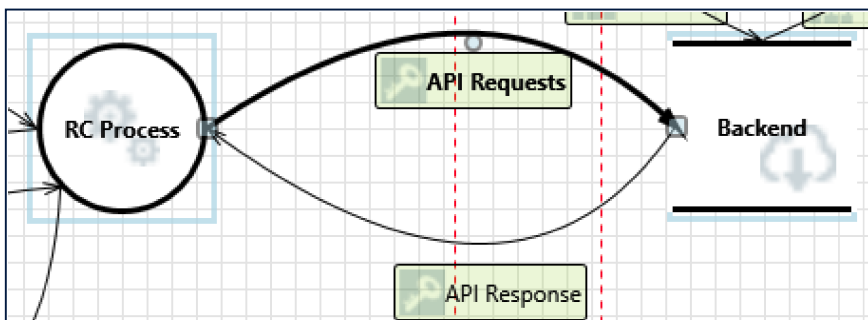 API Requests
RC Process
Backend
API Response